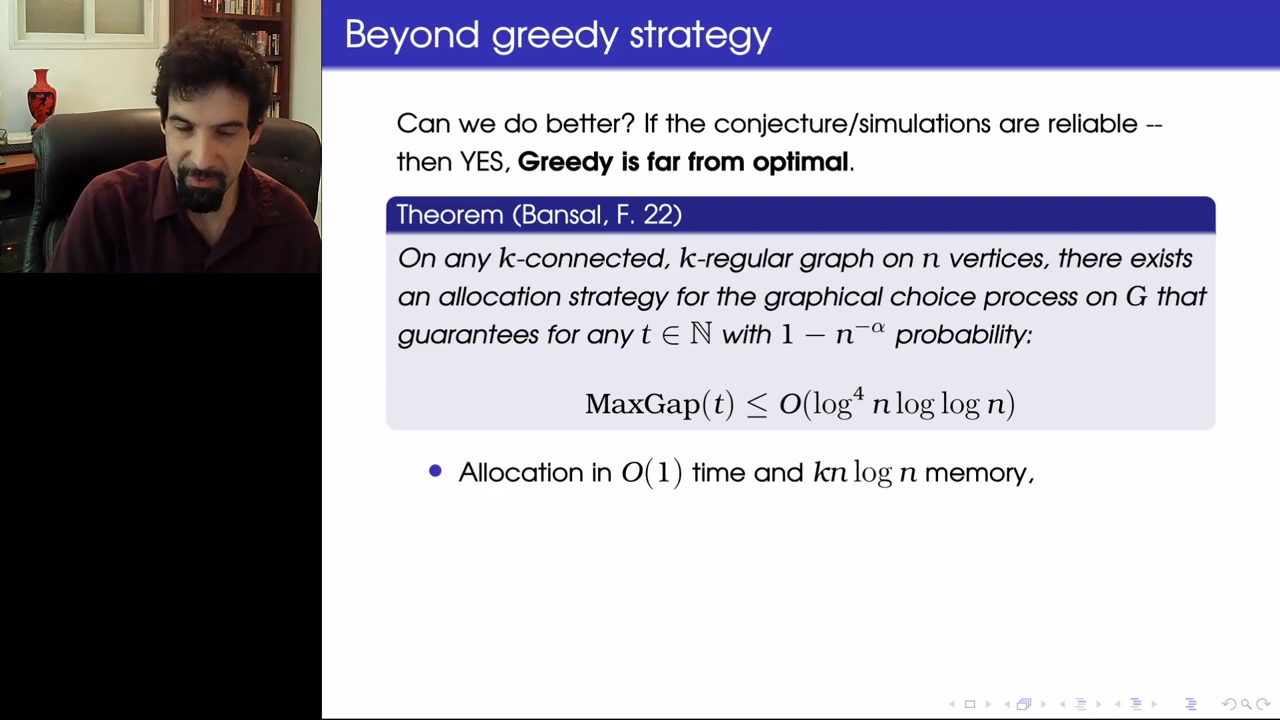 Beyond greedy strategy
Can we do better? If the conjecture/simulations are reliable --
then YES, Greedy is far from optimal.
Theorem (Bansal, F. 22)
On any k-connected, k-regular graph on n vertices, there exists
an allocation strategy for the graphical choice process on G that
guarantees for any t ∈ ℕ with 1 − n^{−α} probability:
MaxGap(t) ≤ O(log⁴ n log log n)
• Allocation in O(1) time and kn log n memory,